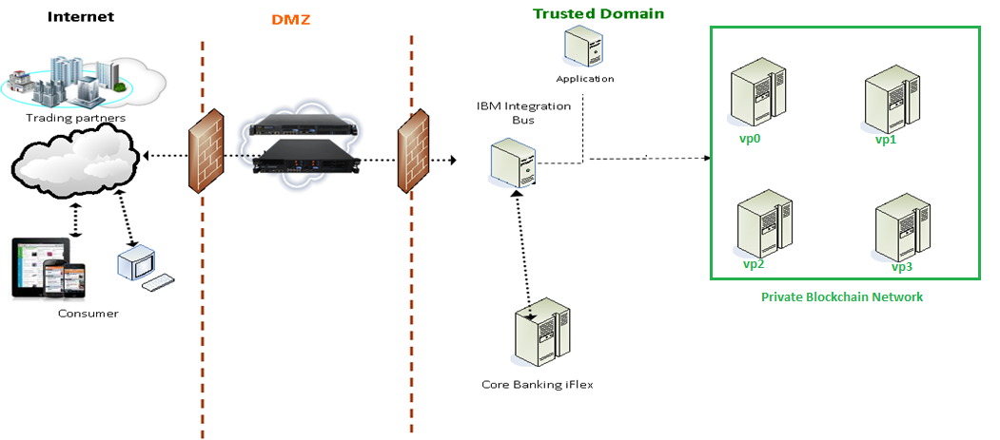 Internet
DMZ
Trusted Domain
Trading partners
Application
IBM Integration
Bus
vp0
vp1
vp2
vp3
Consumer
Private Blockchain Network
Core Banking iFlex